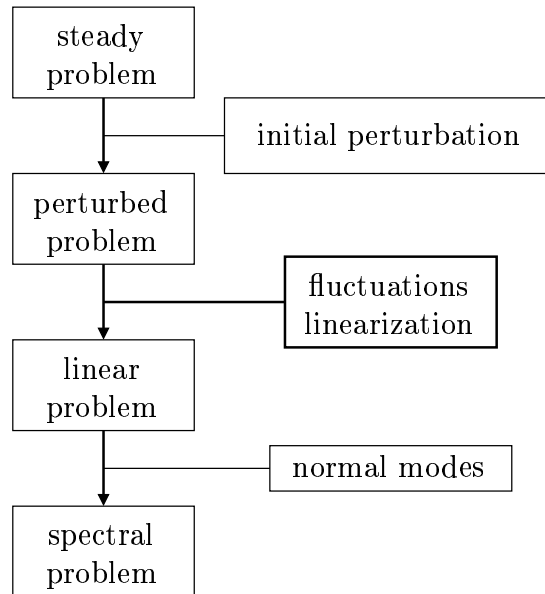 steady
problem
initial perturbation
perturbed
problem
fluctuations
linearization
linear
problem
normal modes
spectral
problem